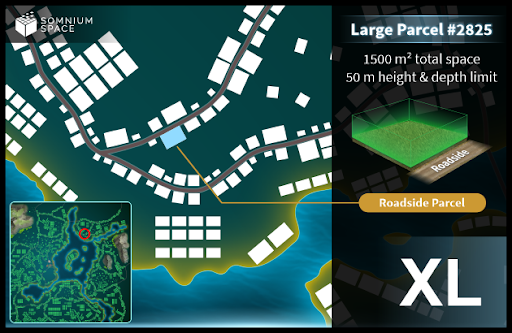 SOMNIUM
SPACE
Large Parcel #2825
1500 m² total space
50 m height & depth limit
Roadside
Roadside Parcel
XL